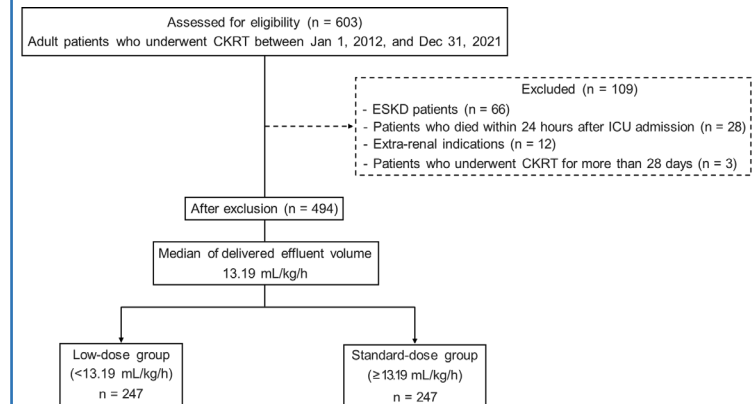 Assessed for eligibility (n = 603)
Adult patients who underwent CKRT between Jan 1, 2012, and Dec 31, 2021
Excluded (n = 109)
- ESKD patients (n = 66)
- Patients who died within 24 hours after ICU admission (n = 28)
- Extra-renal indications (n = 12)
- Patients who underwent CKRT for more than 28 days (n = 3)
After exclusion (n = 494)
Median of delivered effluent volume
13.19 mL/kg/h
Low-dose group
(<13.19 mL/kg/h)
n = 247
Standard-dose group
(≥13.19 mL/kg/h)
n = 247